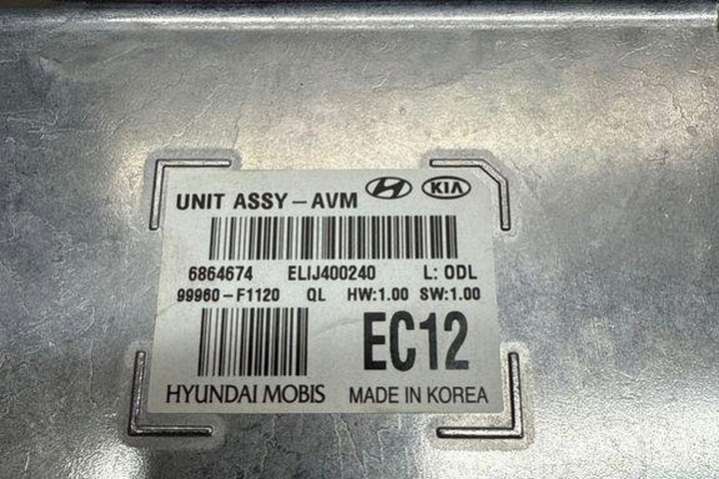 UNIT ASSY-AVM KIA
6864674 ELIJ400240 L: ODL
99960-F1120 QL HW:1.00 SW:1.00
EC12
HYUNDAI MOBIS MADE IN KOREA